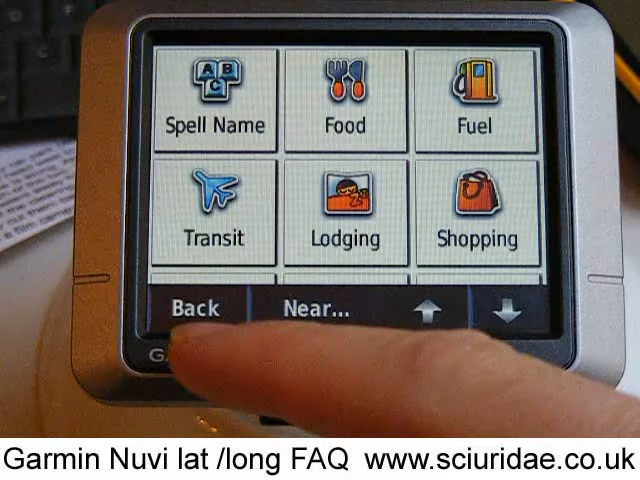 A B
C
Spell Name
Food
Fuel
Transit
Lodging
Shopping
Back
Near...
Garmin Nuvi lat /long FAQ www.sciuridae.co.uk